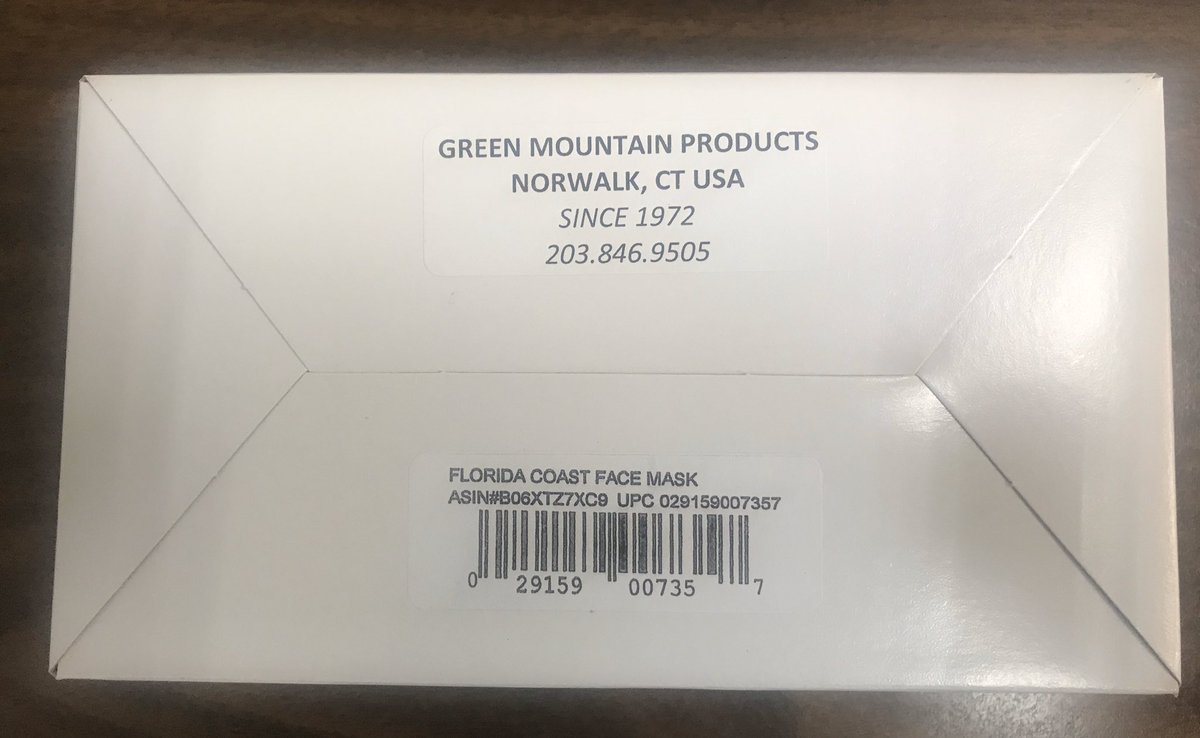 GREEN MOUNTAIN PRODUCTS
NORWALK, CT USA
SINCE 1972
203.846.9505
FLORIDA COAST FACE MASK
ASIN#B06XTZ7XC9 UPC 029159007357
0 29159 00735 7